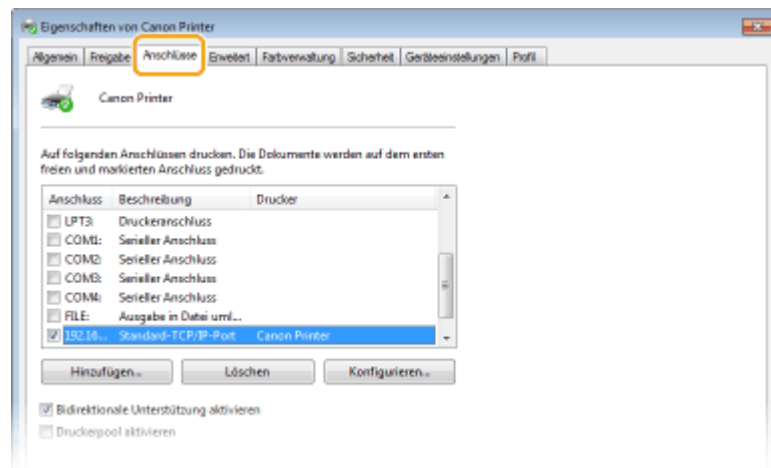 Eigenschaften von Canon Printer
Allgemein Freigabe Anschlüsse Erweitert Farbverwaltung Sicherheit Geräteeinstellungen Profil
Canon Printer
Auf folgenden Anschlüssen drucken. Die Dokumente werden auf dem ersten
freien und markierten Anschluss gedruckt.
Anschluss Beschreibung Drucker
LPT3: Druckeranschluss
COM1: Serieller Anschluss
COM2: Serieller Anschluss
COM3: Serieller Anschluss
COM4: Serieller Anschluss
FILE: Ausgabe in Datei uml...
192.16... Standard-TCP/IP-Port Canon Printer
Hinzufügen... Löschen Konfigurieren...
Bidirektionale Unterstützung aktivieren
Druckerpool aktivieren